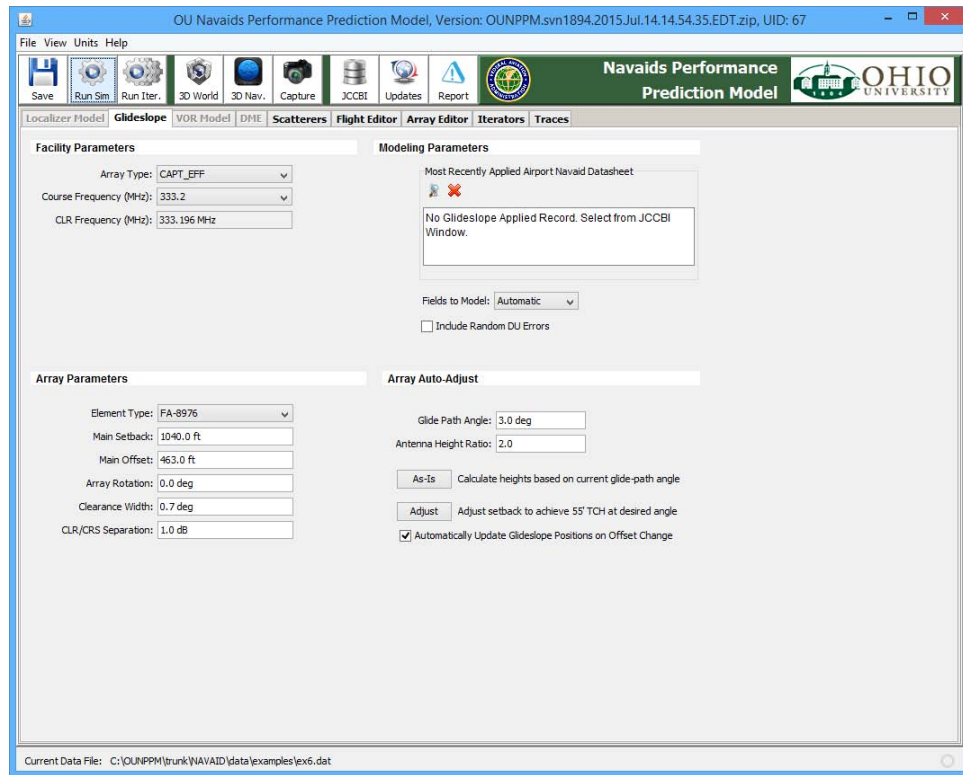 OU Navaids Performance Prediction Model, Version: OUNPPM.svn1894.2015.Jul.14.14.54.35.EDT.zip, UID: 67
File View Units Help
Save Run Sim Run Iter. 3D World 3D Nav. Capture JCCBI Updates Report
Navaids Performance
Prediction Model
OHIO
UNIVERSITY
Localizer Model Glideslope VOR Model DME Scatterers Flight Editor Array Editor Iterators Traces
Facility Parameters
Array Type: CAPT_EFF
Course Frequency (MHz): 333.2
CLR Frequency (MHz): 333.196 MHz
Modeling Parameters
Most Recently Applied Airport Navaid Datasheet
No Glideslope Applied Record. Select from JCCBI
Window.
Fields to Model: Automatic
Include Random DU Errors
Array Parameters
Element Type: FA-8976
Main Setback: 1040.0 ft
Main Offset: 463.0 ft
Array Rotation: 0.0 deg
Clearance Width: 0.7 deg
CLR/CRS Separation: 1.0 dB
Array Auto-Adjust
Glide Path Angle: 3.0 deg
Antenna Height Ratio: 2.0
As-Is Calculate heights based on current glide-path angle
Adjust Adjust setback to achieve 55' TCH at desired angle
Automatically Update Glideslope Positions on Offset Change
Current Data File: C:\OUNPPM\trunk\NAVAID\data\examples\ex6.dat